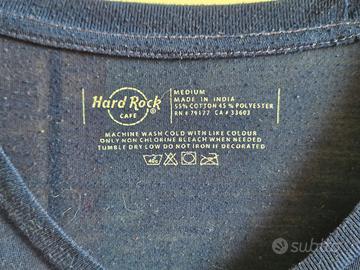 Hard Rock
CAFE
®
MEDIUM
MADE IN INDIA
55% COTTON 45% POLYESTER
RN # 79177 CA # 33603
MACHINE WASH COLD WITH LIKE COLOUR
ONLY NON CHLORINE BLEACH WHEN NEEDED
TUMBLE DRY LOW DO NOT IRON IF DECORATED
40C
subito